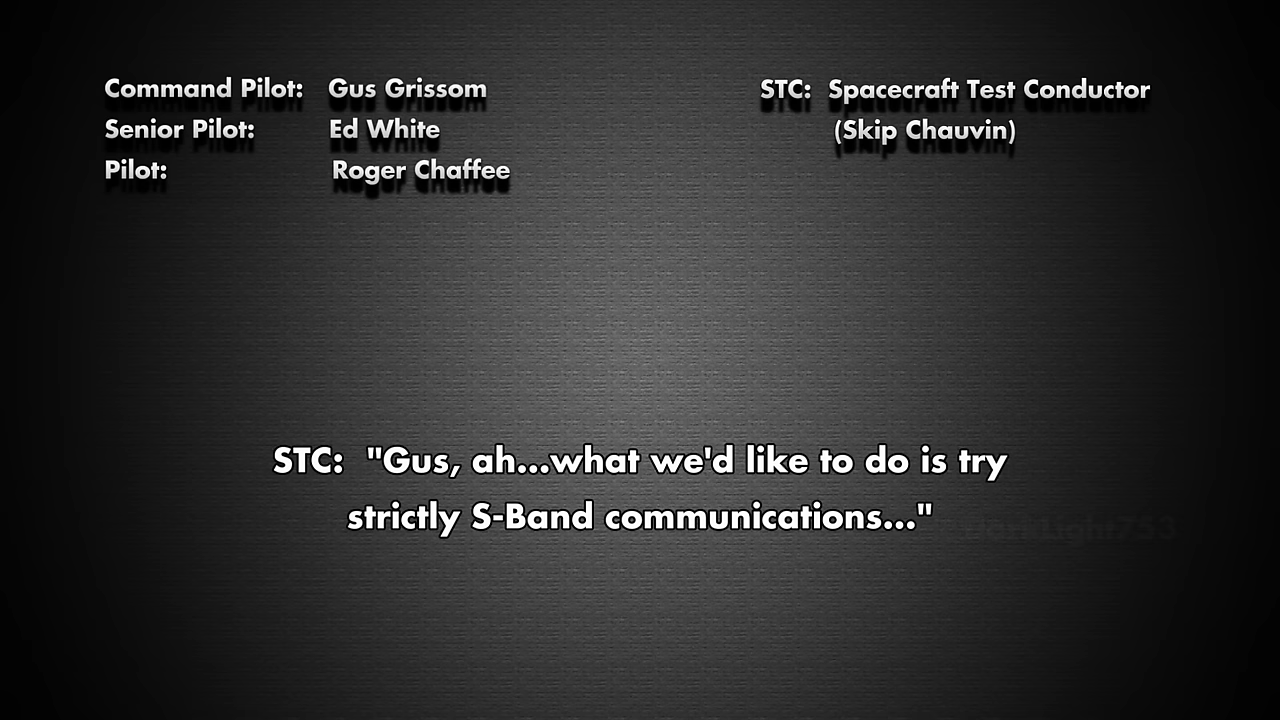 Command Pilot: Gus Grissom
Senior Pilot: Ed White
Pilot: Roger Chaffee
STC: Spacecraft Test Conductor
(Skip Chauvin)
STC: "Gus, ah...what we'd like to do is try
strictly S-Band communications..."